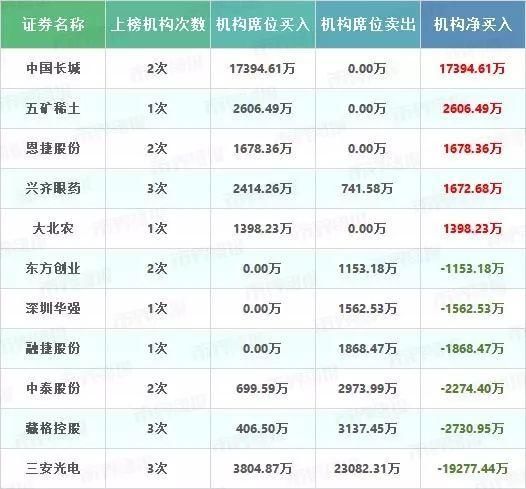 证券名称 上榜机构次数 机构席位买入 机构席位卖出 机构净买入
中国长城 2次 17394.61万 0.00万 17394.61万
五矿稀土 1次 2606.49万 0.00万 2606.49万
恩捷股份 2次 1678.36万 0.00万 1678.36万
兴齐眼药 3次 2414.26万 741.58万 1672.68万
大北农 1次 1398.23万 0.00万 1398.23万
东方创业 2次 0.00万 1153.18万 -1153.18万
深圳华强 1次 0.00万 1562.53万 -1562.53万
融捷股份 1次 0.00万 1868.47万 -1868.47万
中泰股份 2次 699.59万 2973.99万 -2274.40万
藏格控股 3次 406.50万 3137.45万 -2730.95万
三安光电 3次 3804.87万 23082.31万 -19277.44万